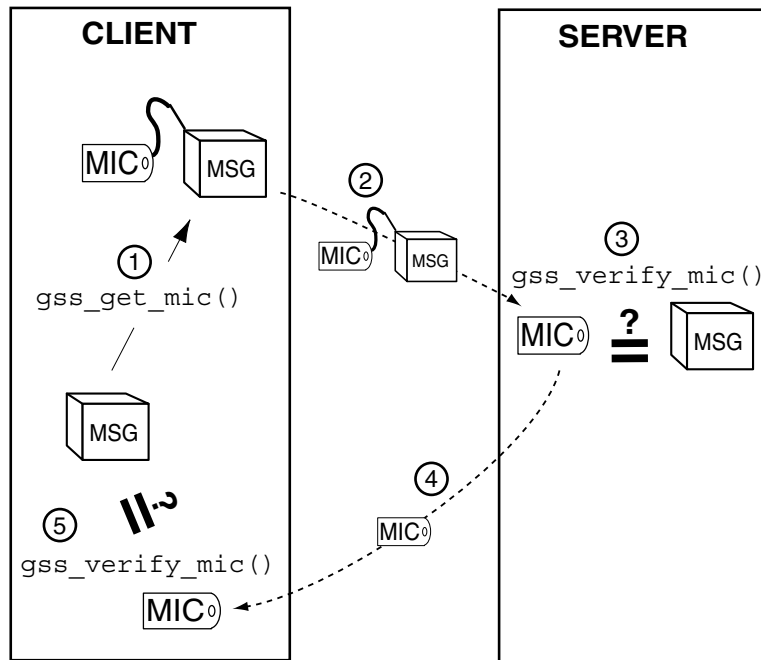 CLIENT
SERVER
MIC
MSG
2
MIC
MSG
1
gss_get_mic()
3
gss_verify_mic()
MIC
?
MSG
MSG
4
MIC
?
5
gss_verify_mic()
MIC